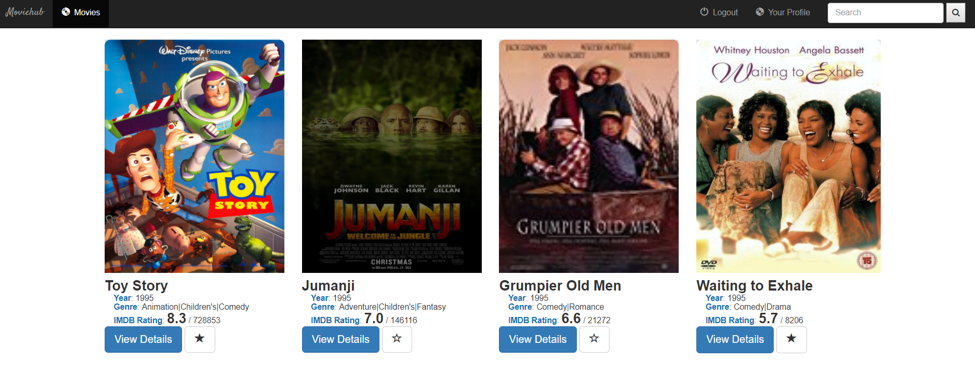 Moviehub Movies Logout Your Profile Search
Walt Disney Pictures
presents
TOY
STORY
DWAYNE JOHNSON JACK BLACK KEVIN HART KAREN GILLAN
JUMANJI
WELCOME TO THE JUNGLE
CHRISTMAS
JACK LEMMON WALTER MATTHAU
ANN-MARGRET SOPHIA LOREN
GRUMPIER OLD MEN
Whitney Houston Angela Bassett
Waiting to Exhale
DVD
15
Toy Story
Year: 1995
Genre: Animation|Children's|Comedy
IMDB Rating: 8.3 / 728853
View Details
Jumanji
Year: 1995
Genre: Adventure|Children's|Fantasy
IMDB Rating: 7.0 / 146116
View Details
Grumpier Old Men
Year: 1995
Genre: Comedy|Romance
IMDB Rating: 6.6 / 21272
View Details
Waiting to Exhale
Year: 1995
Genre: Comedy|Drama
IMDB Rating: 5.7 / 8206
View Details